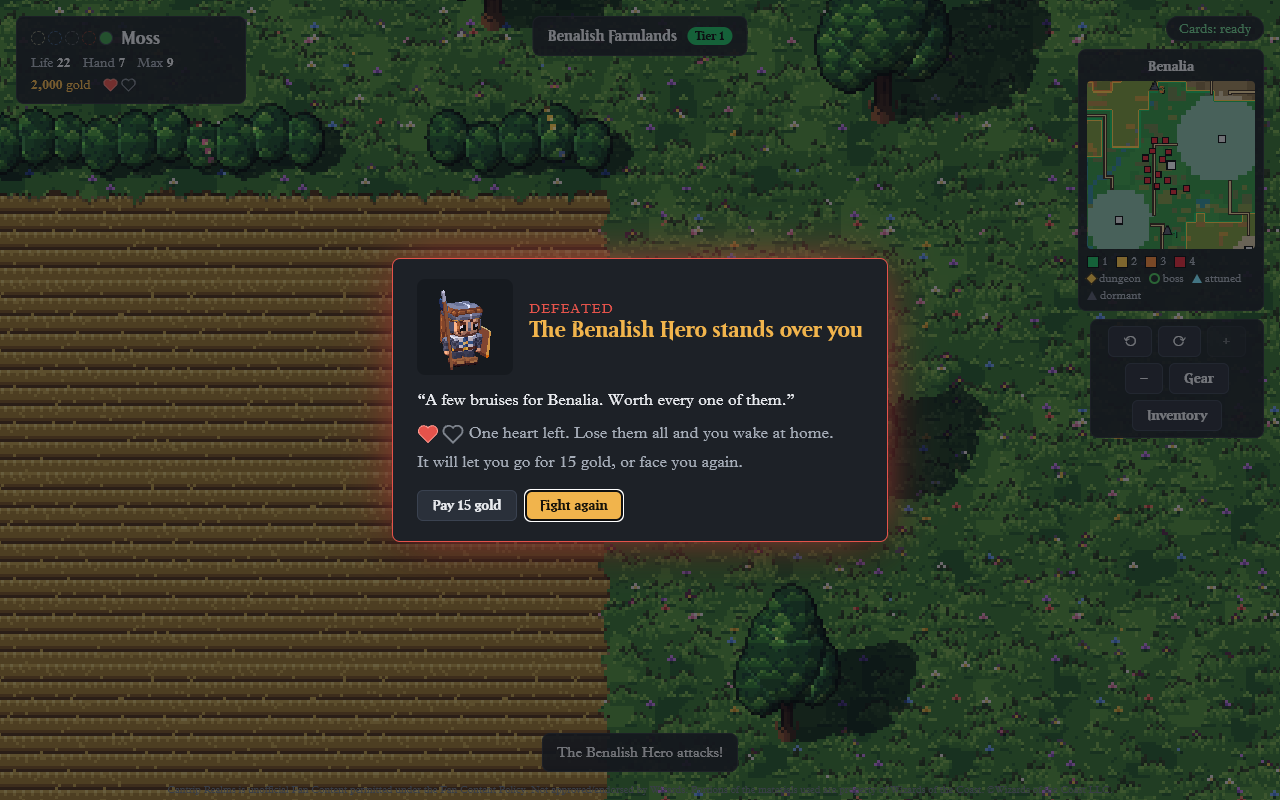 Moss
Life 22 Hand 7 Max 9
2,000 gold
Benalish Farmlands Tier 1
Cards: ready
Benalia
1 2 3 4
dungeon boss attuned
dormant
+
− Gear
Inventory
DEFEATED
The Benalish Hero stands over you
“A few bruises for Benalia. Worth every one of them.”
One heart left. Lose them all and you wake at home.
It will let you go for 15 gold, or face you again.
Pay 15 gold Fight again
The Benalish Hero attacks!